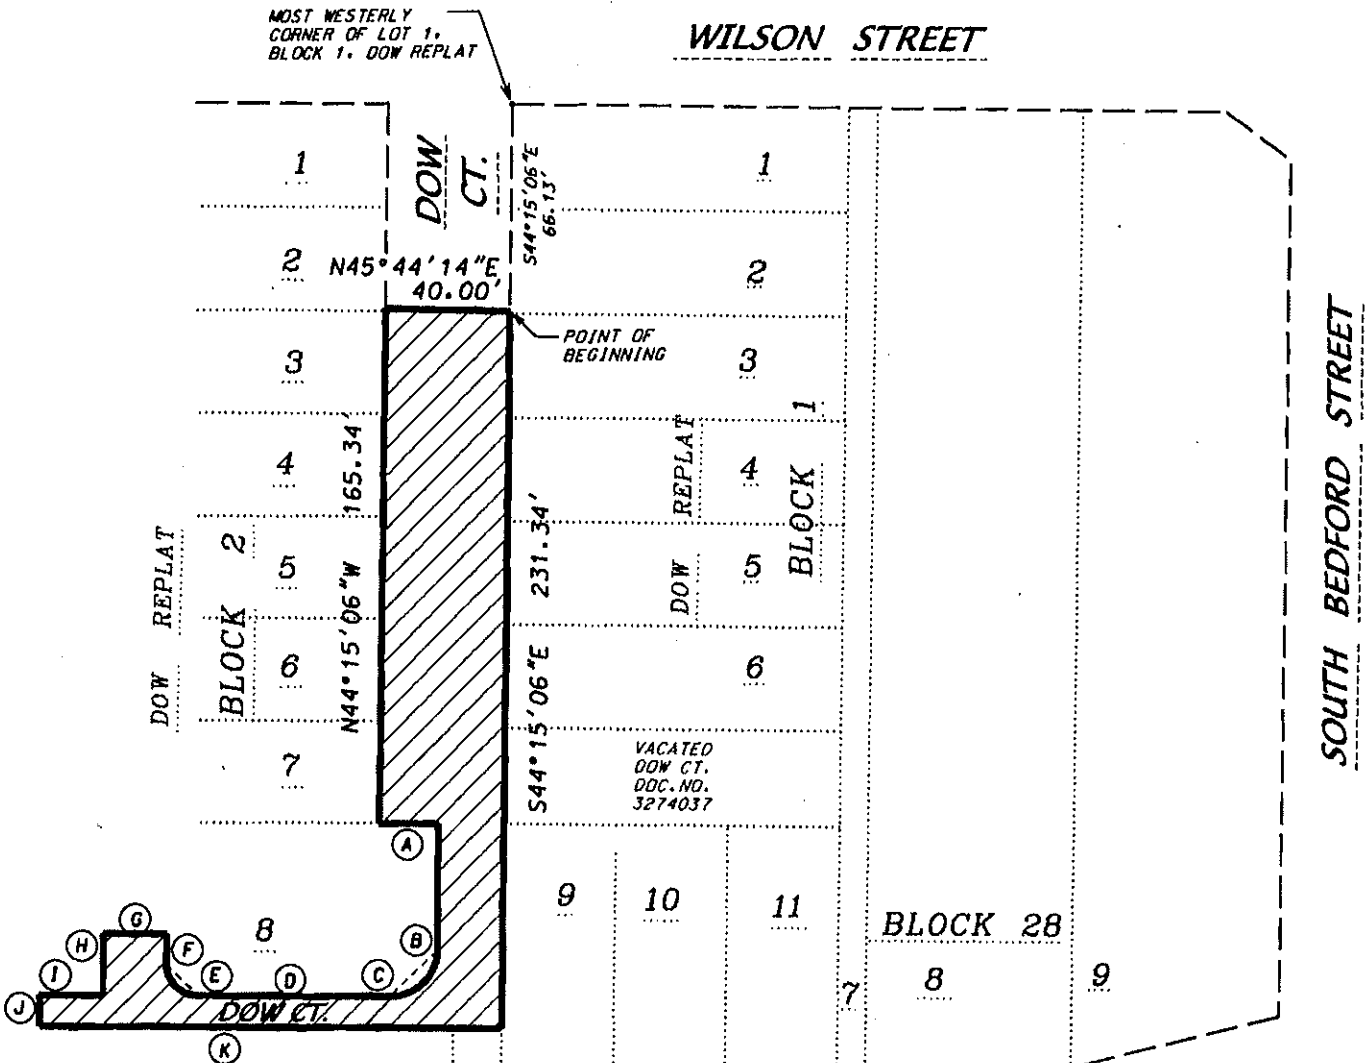 MOST WESTERLY
CORNER OF LOT 1,
BLOCK 1, DOW REPLAT
WILSON STREET
DOW
CT.
S44°15'06"E
66.13'
1
1
2
N45°44'14"E
40.00'
2
POINT OF
BEGINNING
3
3
4
165.34'
N44°15'06"W
DOW REPLAT
BLOCK 2
5
6
7
231.34'
S44°15'06"E
DOW REPLAT
BLOCK 1
4
5
6
VACATED
DOW CT.
DOC. NO.
3274037
SOUTH BEDFORD STREET
A
B
C
D
E
F
G
H
I
J
K
8
DOW CT.
9
10
11
7
BLOCK 28
8
9